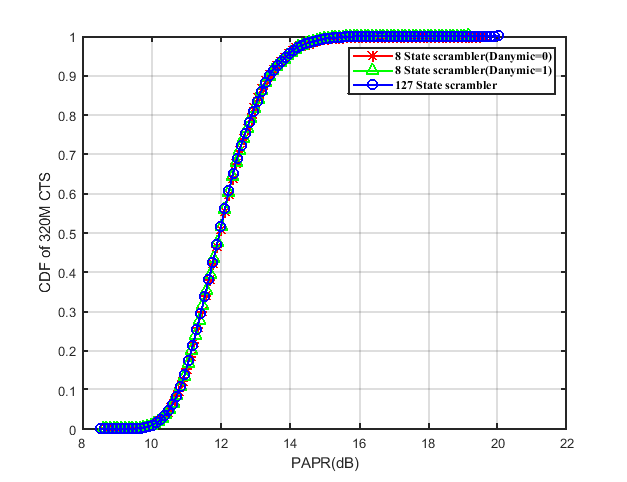 8 State scrambler(Danymic=0)
8 State scrambler(Danymic=1)
127 State scrambler
CDF of 320M CTS
1
0.9
0.8
0.7
0.6
0.5
0.4
0.3
0.2
0.1
0
8 10 12 14 16 18 20 22
PAPR(dB)